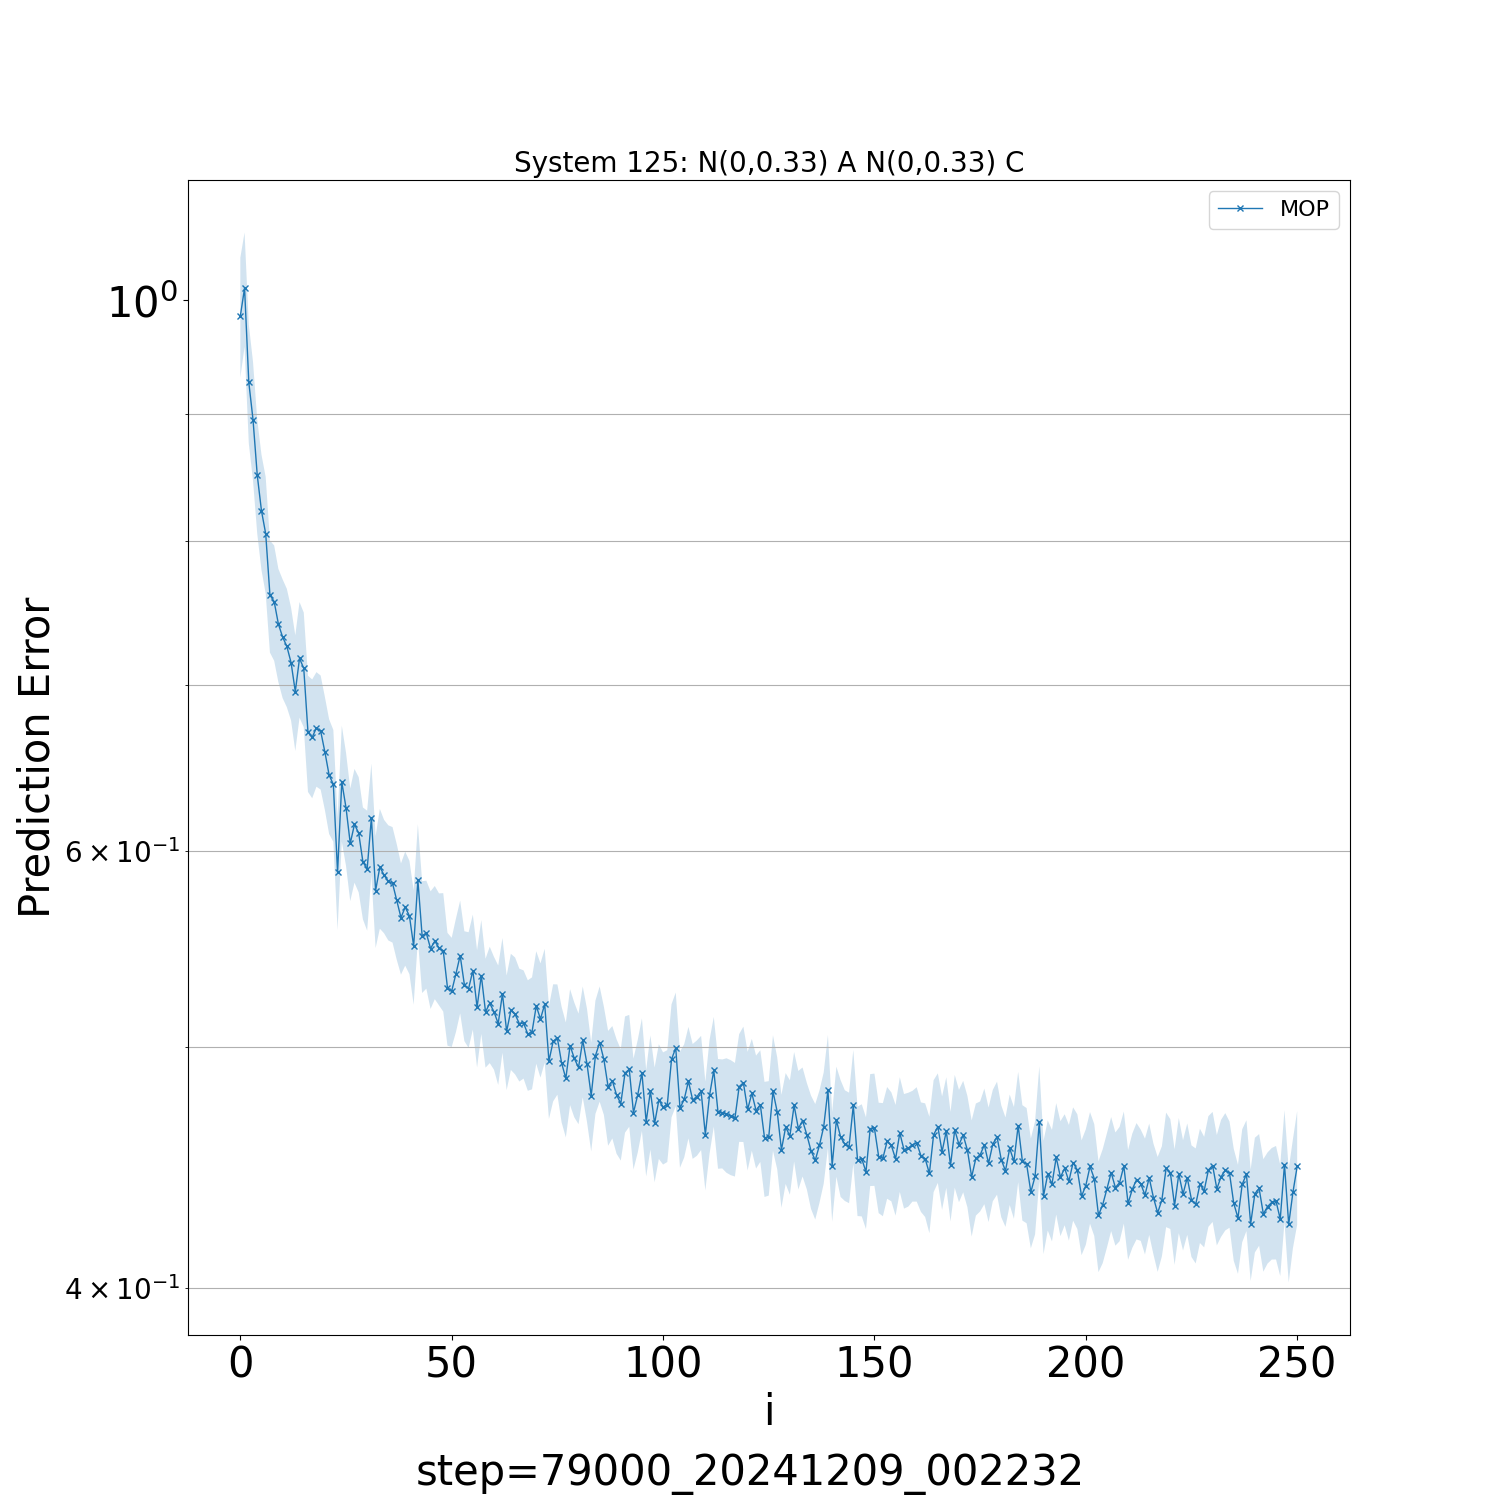 System 125: N(0,0.33) A N(0,0.33) C
MOP
10⁰
6 × 10⁻¹
4 × 10⁻¹
Prediction Error
0 50 100 150 200 250
i
step=79000_20241209_002232